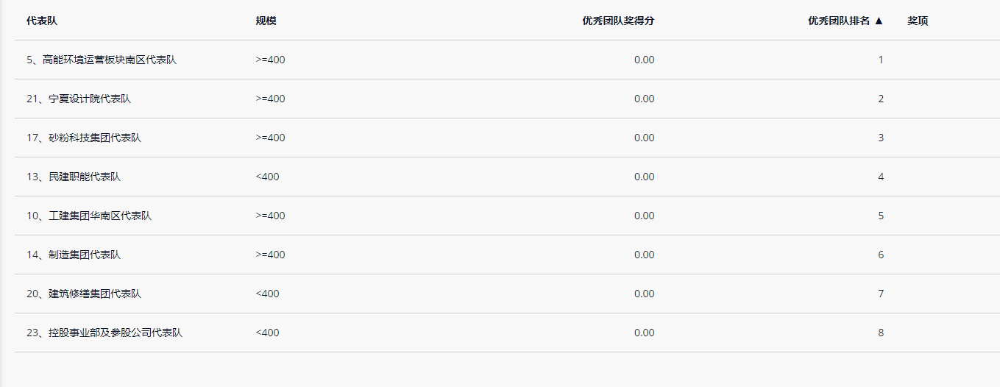 代表队 规模 优秀团队奖得分 优秀团队排名 ▲ 奖项
5、高能环境运营板块南区代表队 >=400 0.00 1
21、宁夏设计院代表队 >=400 0.00 2
17、砂粉科技集团代表队 >=400 0.00 3
13、民建职能代表队 <400 0.00 4
10、工建集团华南区代表队 >=400 0.00 5
14、制造集团代表队 >=400 0.00 6
20、建筑修缮集团代表队 <400 0.00 7
23、控股事业部及参股公司代表队 <400 0.00 8